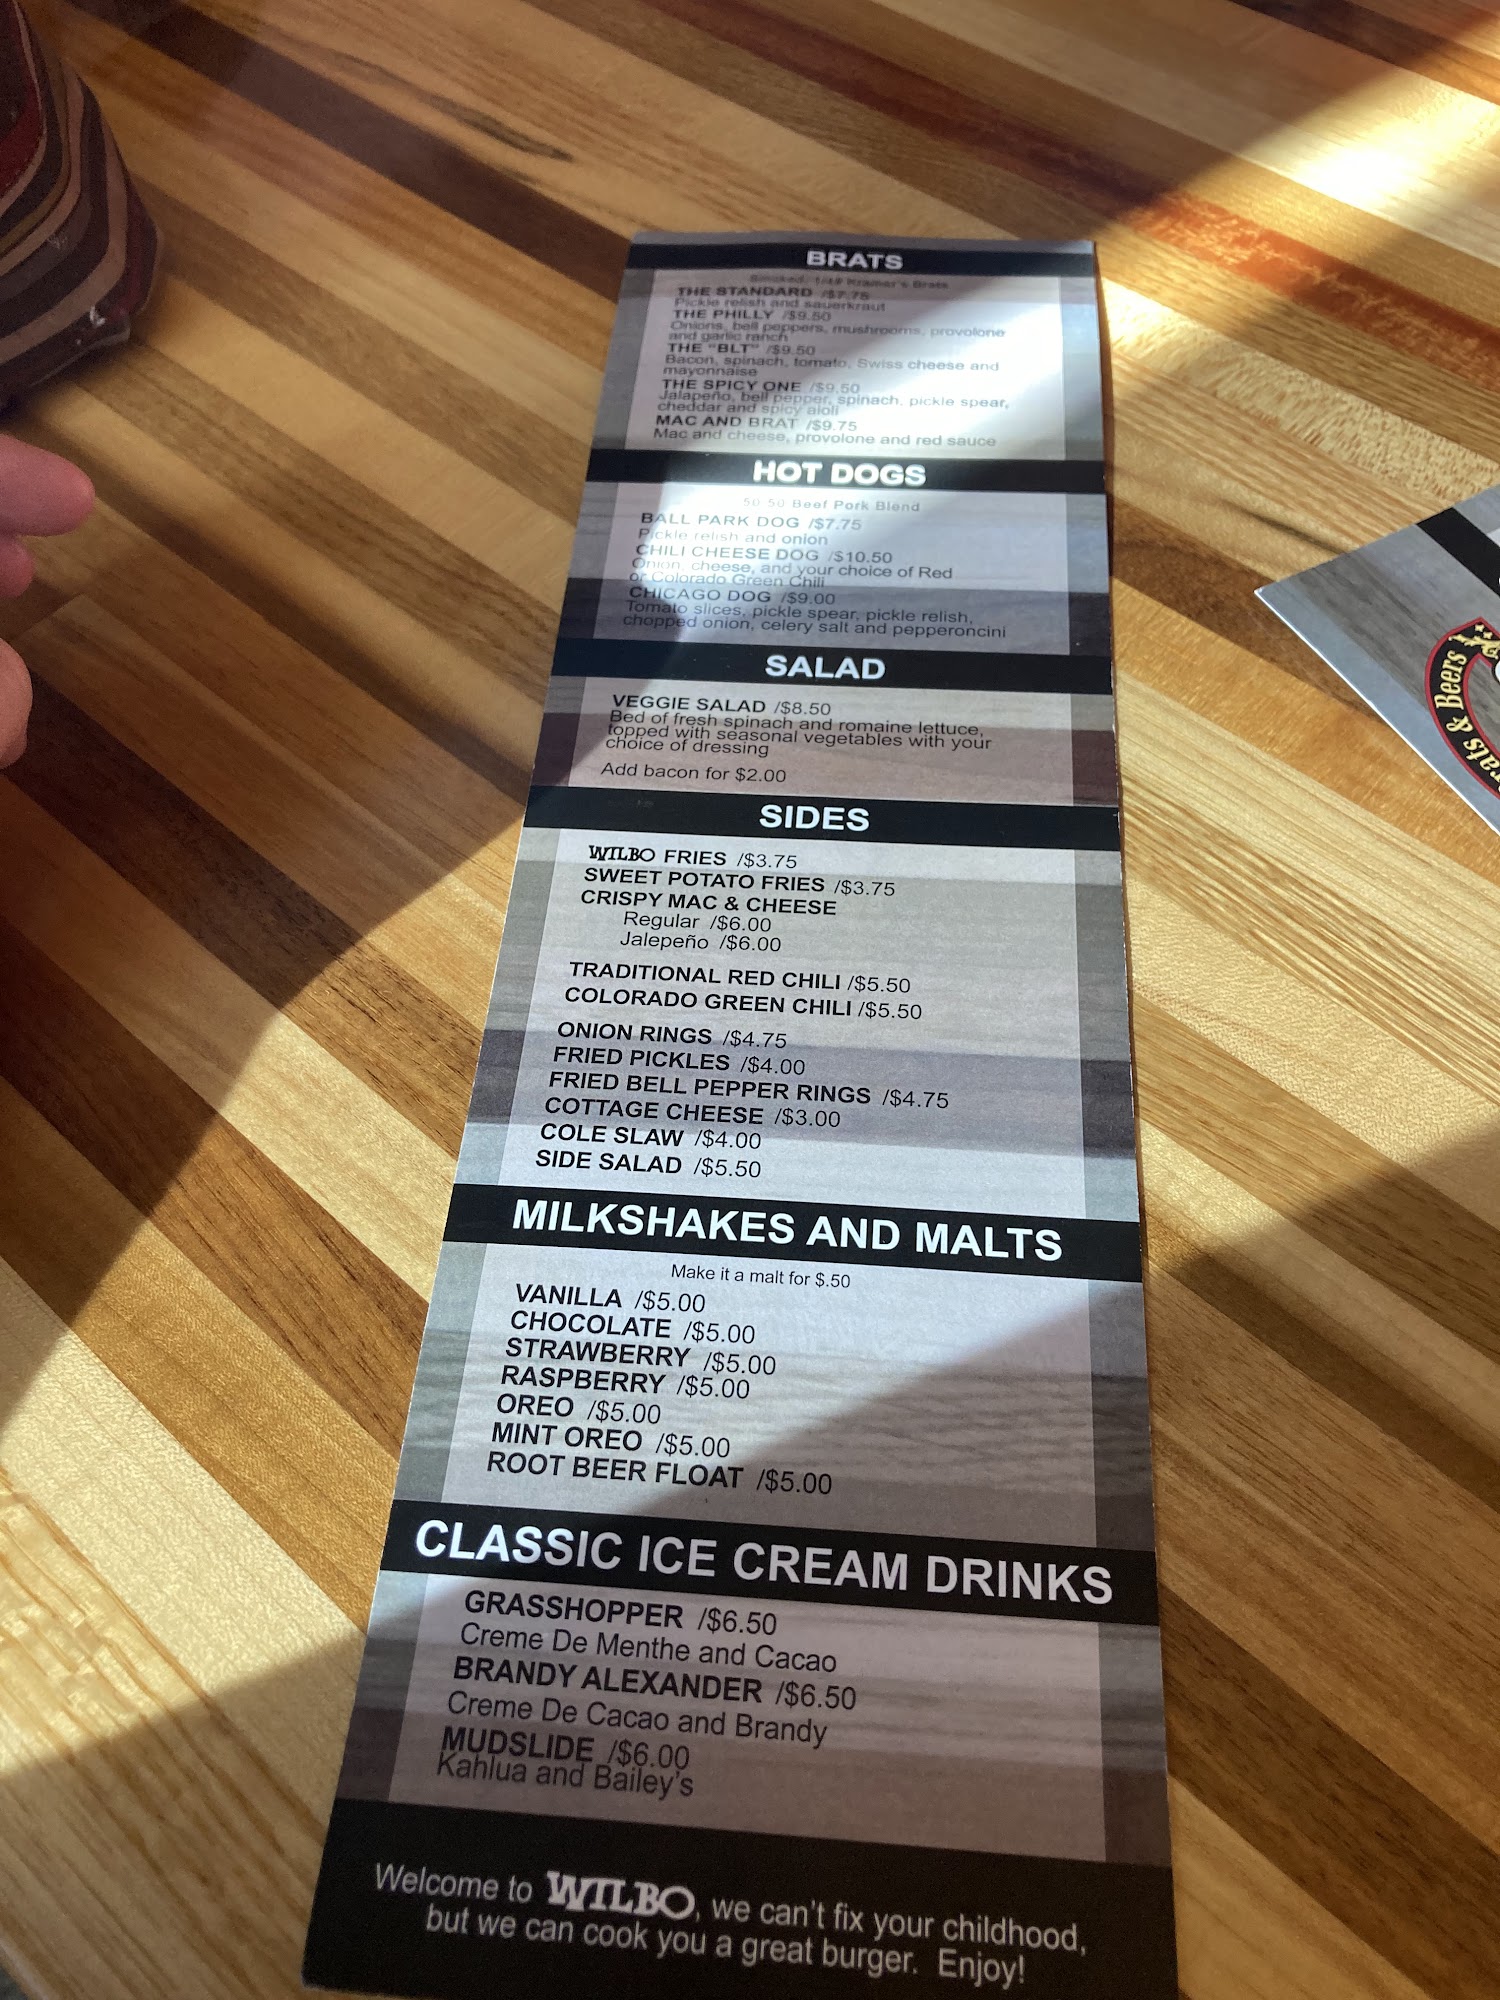 BRATS
Smoked, 1/4# Kramer's Brats
THE STANDARD /$7.75
Pickle relish and sauerkraut
THE PHILLY /$9.50
Onions, bell peppers, mushrooms, provolone
and garlic ranch
THE "BLT" /$9.50
Bacon, spinach, tomato, Swiss cheese and
mayonnaise
THE SPICY ONE /$9.50
Jalapeño, bell pepper, spinach, pickle spear,
cheddar and spicy aioli
MAC AND BRAT /$9.75
Mac and cheese, provolone and red sauce
HOT DOGS
50 50 Beef Pork Blend
BALL PARK DOG /$7.75
Pickle relish and onion
CHILI CHEESE DOG /$10.50
Onion, cheese, and your choice of Red
or Colorado Green Chili
CHICAGO DOG /$9.00
Tomato slices, pickle spear, pickle relish,
chopped onion, celery salt and pepperoncini
SALAD
VEGGIE SALAD /$8.50
Bed of fresh spinach and romaine lettuce,
topped with seasonal vegetables with your
choice of dressing
Add bacon for $2.00
SIDES
WILBO FRIES /$3.75
SWEET POTATO FRIES /$3.75
CRISPY MAC & CHEESE
Regular /$6.00
Jalepeño /$6.00
TRADITIONAL RED CHILI /$5.50
COLORADO GREEN CHILI /$5.50
ONION RINGS /$4.75
FRIED PICKLES /$4.00
FRIED BELL PEPPER RINGS /$4.75
COTTAGE CHEESE /$3.00
COLE SLAW /$4.00
SIDE SALAD /$5.50
MILKSHAKES AND MALTS
Make it a malt for $.50
VANILLA /$5.00
CHOCOLATE /$5.00
STRAWBERRY /$5.00
RASPBERRY /$5.00
OREO /$5.00
MINT OREO /$5.00
ROOT BEER FLOAT /$5.00
CLASSIC ICE CREAM DRINKS
GRASSHOPPER /$6.50
Creme De Menthe and Cacao
BRANDY ALEXANDER /$6.50
Creme De Cacao and Brandy
MUDSLIDE /$6.00
Kahlua and Bailey's
Welcome to WILBO, we can't fix your childhood,
but we can cook you a great burger. Enjoy!
& Beers